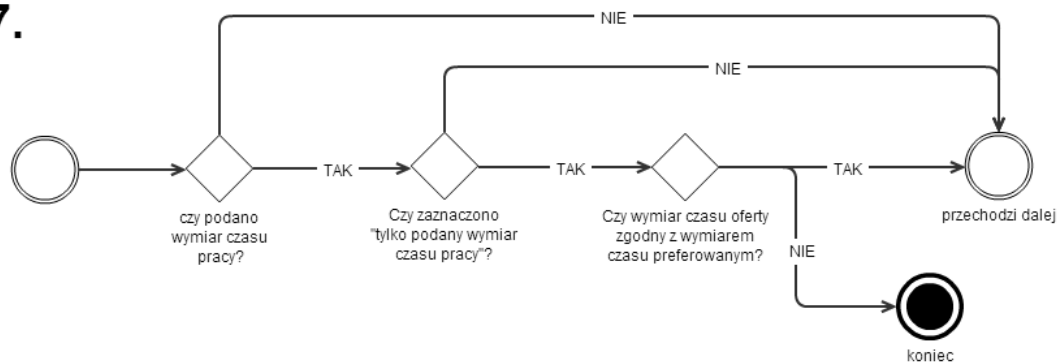 7.
NIE
NIE
TAK
TAK
TAK
czy podano
wymiar czasu
pracy?
Czy zaznaczono
"tylko podany wymiar
czasu pracy"?
Czy wymiar czasu oferty
zgodny z wymiarem
czasu preferowanym?
przechodzi dalej
NIE
koniec